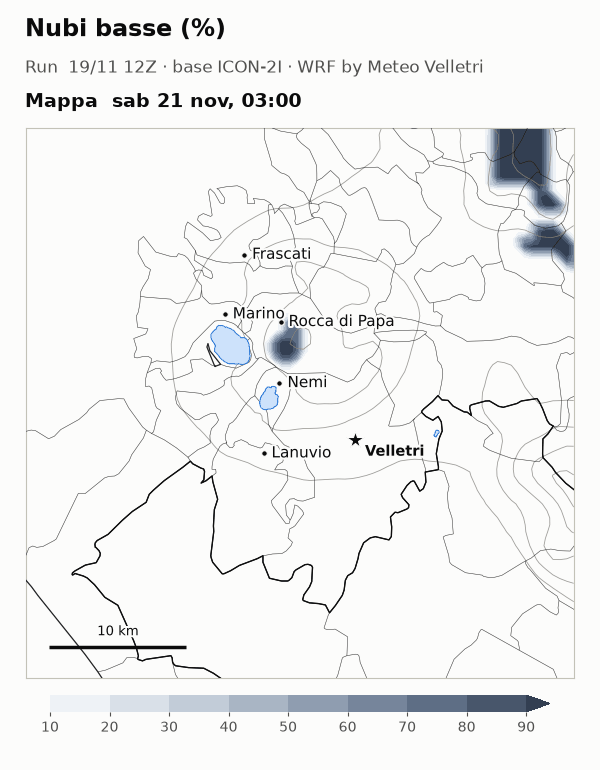 Nubi basse (%)
Run  19/11 12Z · base ICON-2I · WRF by Meteo Velletri
Mappa  sab 21 nov, 03:00
Frascati
Marino
Rocca di Papa
Nemi
Velletri
Lanuvio
10 km
10 20 30 40 50 60 70 80 90